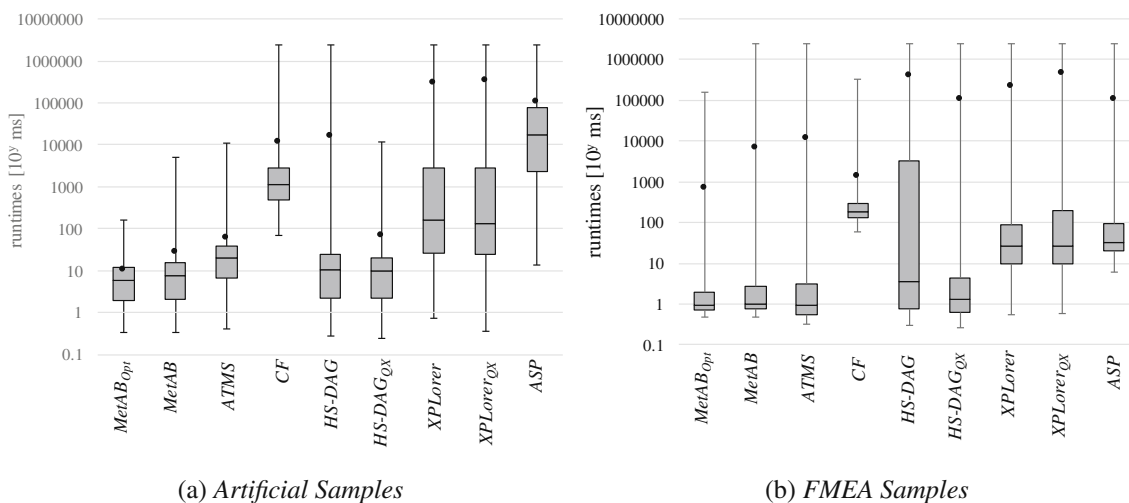 runtimes [10^y ms]
10000000
1000000
100000
10000
1000
100
10
1
0.1
MetAB_Opt
MetAB
ATMS
CF
HS-DAG
HS-DAG_QX
XPLorer
XPLorer_QX
ASP
(a) Artificial Samples
runtimes [10^y ms]
10000000
1000000
100000
10000
1000
100
10
1
0.1
MetAB_Opt
MetAB
ATMS
CF
HS-DAG
HS-DAG_QX
XPLorer
XPLorer_QX
ASP
(b) FMEA Samples